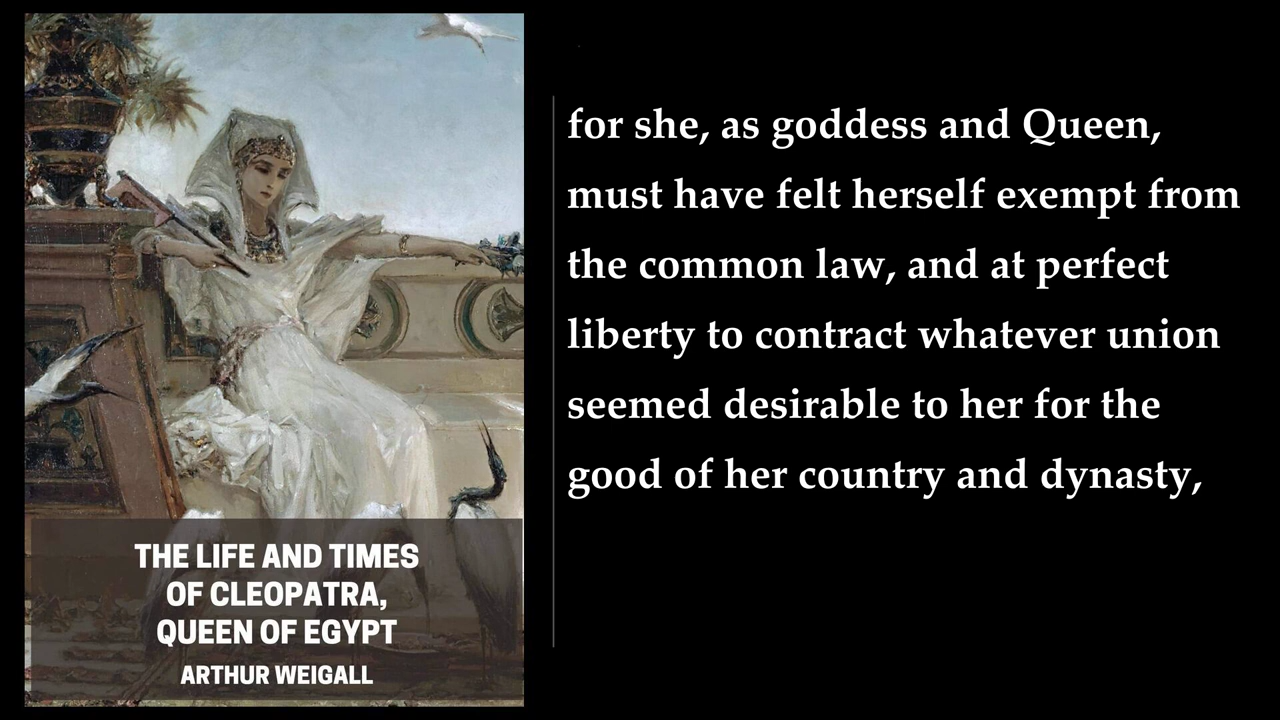 for she, as goddess and Queen,
must have felt herself exempt from
the common law, and at perfect
liberty to contract whatever union
seemed desirable to her for the
good of her country and dynasty,
THE LIFE AND TIMES
OF CLEOPATRA,
QUEEN OF EGYPT
ARTHUR WEIGALL